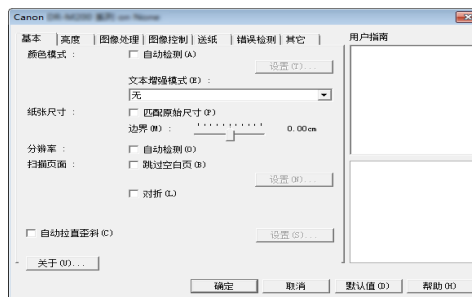 Canon
基本 亮度 图像处理 图像控制 送纸 错误检测 其它
用户指南
颜色模式 : 自动检测(A)
设置(T)...
文本增强模式(E) :
无
纸张尺寸 : 匹配原始尺寸(P)
边界(M) : 0.00cm
分辨率 : 自动检测(O)
扫描页面 : 跳过空白页(B)
设置(N)...
对折(L)
自动拉直歪斜(C)
设置(S)...
关于(U)...
确定 取消 默认值(D) 帮助(H)